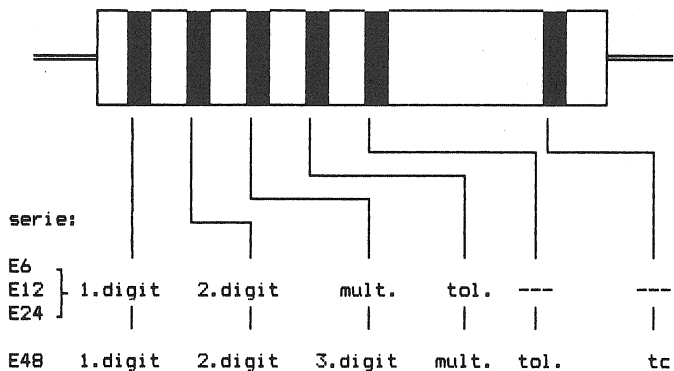 serie:
E6
E12 1.digit 2.digit mult. tol. --- ---
E24
E48 1.digit 2.digit 3.digit mult. tol. tc